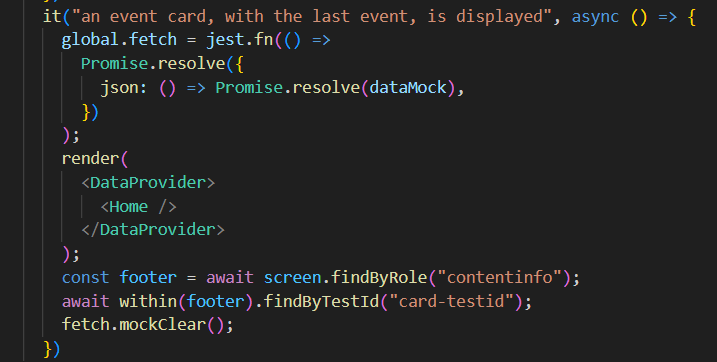 it("an event card, with the last event, is displayed", async () => {
global.fetch = jest.fn(() =>
Promise.resolve({
json: () => Promise.resolve(dataMock),
})
);
render(
<DataProvider>
<Home />
</DataProvider>
);
const footer = await screen.findByRole("contentinfo");
await within(footer).findByTestId("card-testid");
fetch.mockClear();
})